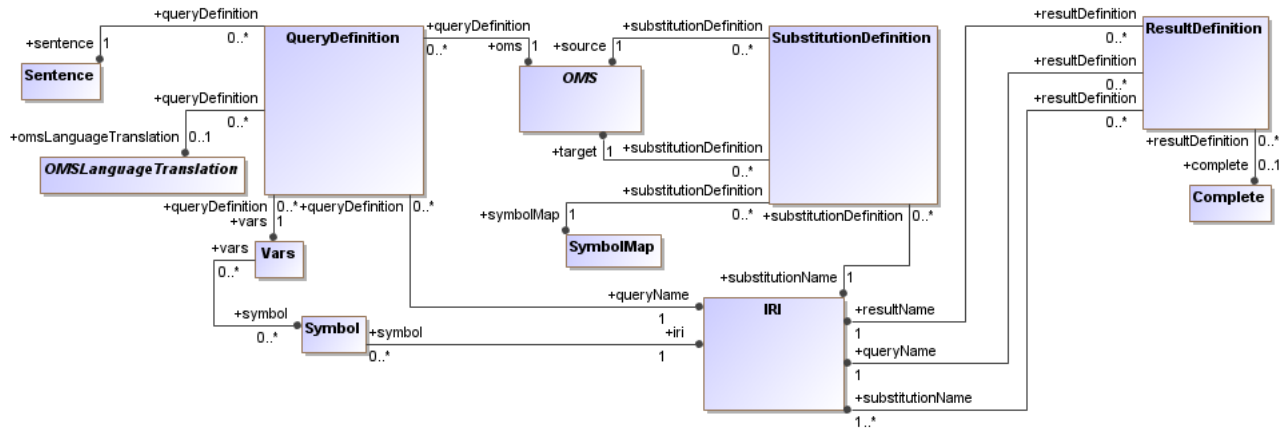 +queryDefinition
0..*
+sentence
1
Sentence
+queryDefinition
0..*
+omsLanguageTranslation
0..1
OMSLanguageTranslation
QueryDefinition
+queryDefinition
0..*
+oms
1
+source
1
OMS
+target
1
+substitutionDefinition
0..*
+substitutionDefinition
0..*
+substitutionDefinition
0..*
+symbolMap
1
SymbolMap
SubstitutionDefinition
+substitutionDefinition
0..*
+substitutionName
1
+resultDefinition
0..*
+resultDefinition
0..*
+resultDefinition
0..*
ResultDefinition
+resultDefinition
0..*
+complete
0..1
Complete
+queryDefinition
0..*
+vars
1
+queryDefinition
0..*
Vars
+vars
0..*
+symbol
0..*
Symbol
+symbol
0..*
+queryName
1
+iri
1
IRI
+resultName
1
+queryName
1
+substitutionName
1..*